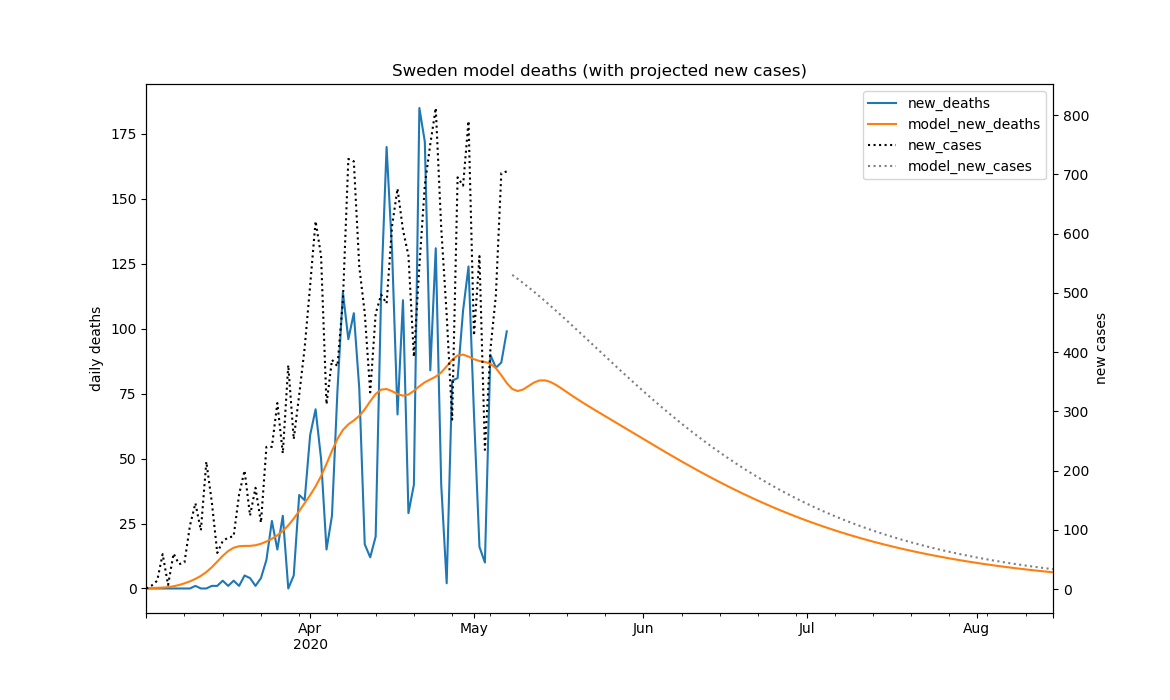 Sweden model deaths (with projected new cases)
new_deaths
model_new_deaths
new_cases
model_new_cases
175
150
125
100
75
50
25
0
daily deaths
800
700
600
500
400
300
200
100
0
new cases
Apr
2020
May
Jun
Jul
Aug